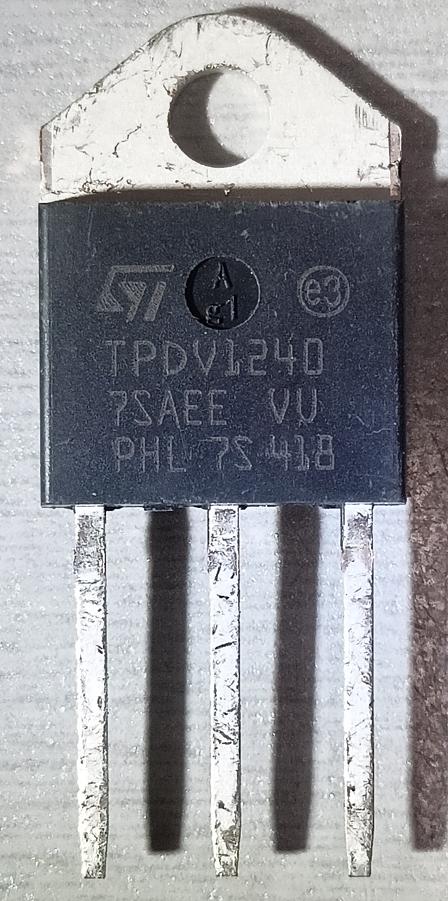 ST A e3
g1
TPDV1240
7SAEE VU
PHL 7S 418